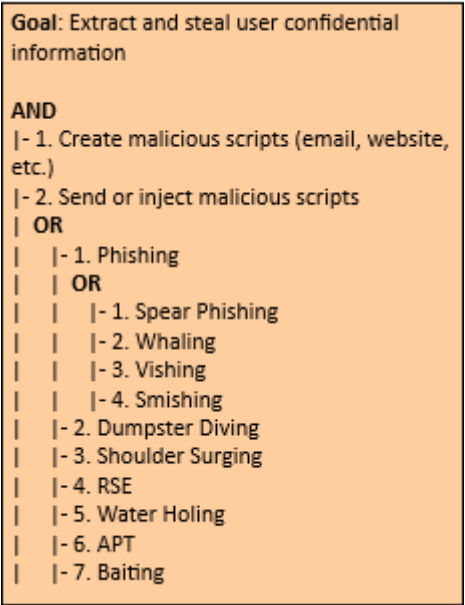 Goal: Extract and steal user confidential
information
AND
|- 1. Create malicious scripts (email, website,
etc.)
|- 2. Send or inject malicious scripts
| OR
| |- 1. Phishing
| | OR
| | |- 1. Spear Phishing
| | |- 2. Whaling
| | |- 3. Vishing
| | |- 4. Smishing
| |- 2. Dumpster Diving
| |- 3. Shoulder Surging
| |- 4. RSE
| |- 5. Water Holing
| |- 6. APT
| |- 7. Baiting